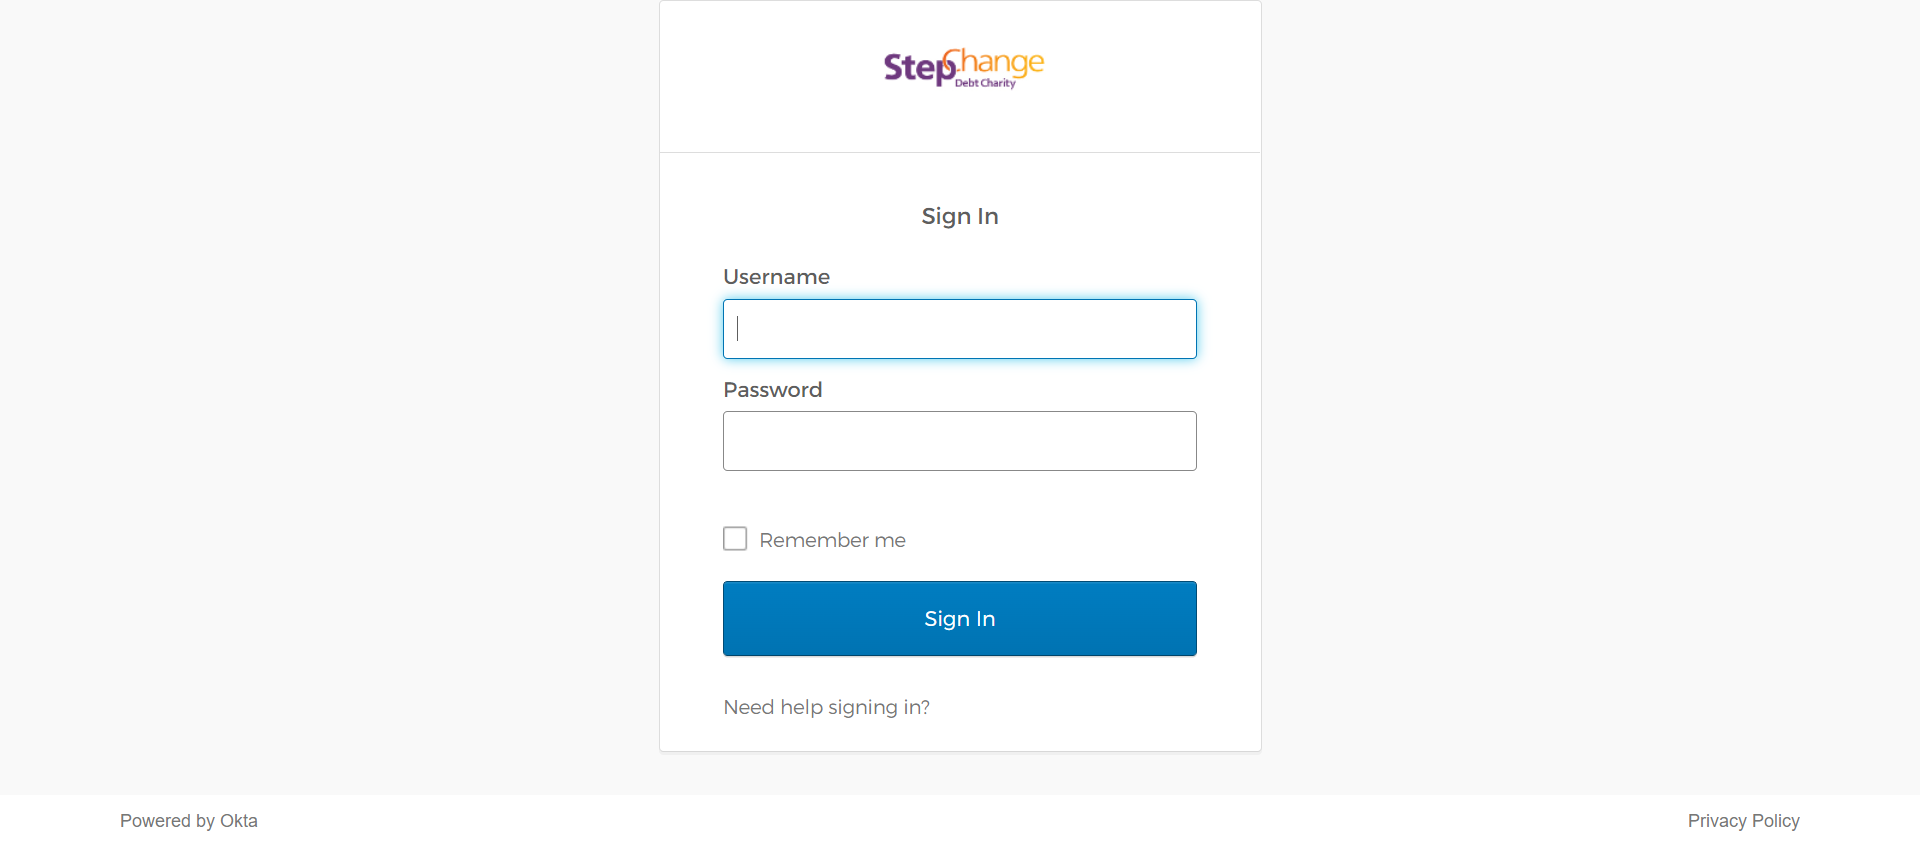 StepChange
Debt Charity
Sign In
Username
Password
Remember me
Sign In
Need help signing in?
Powered by Okta
Privacy Policy